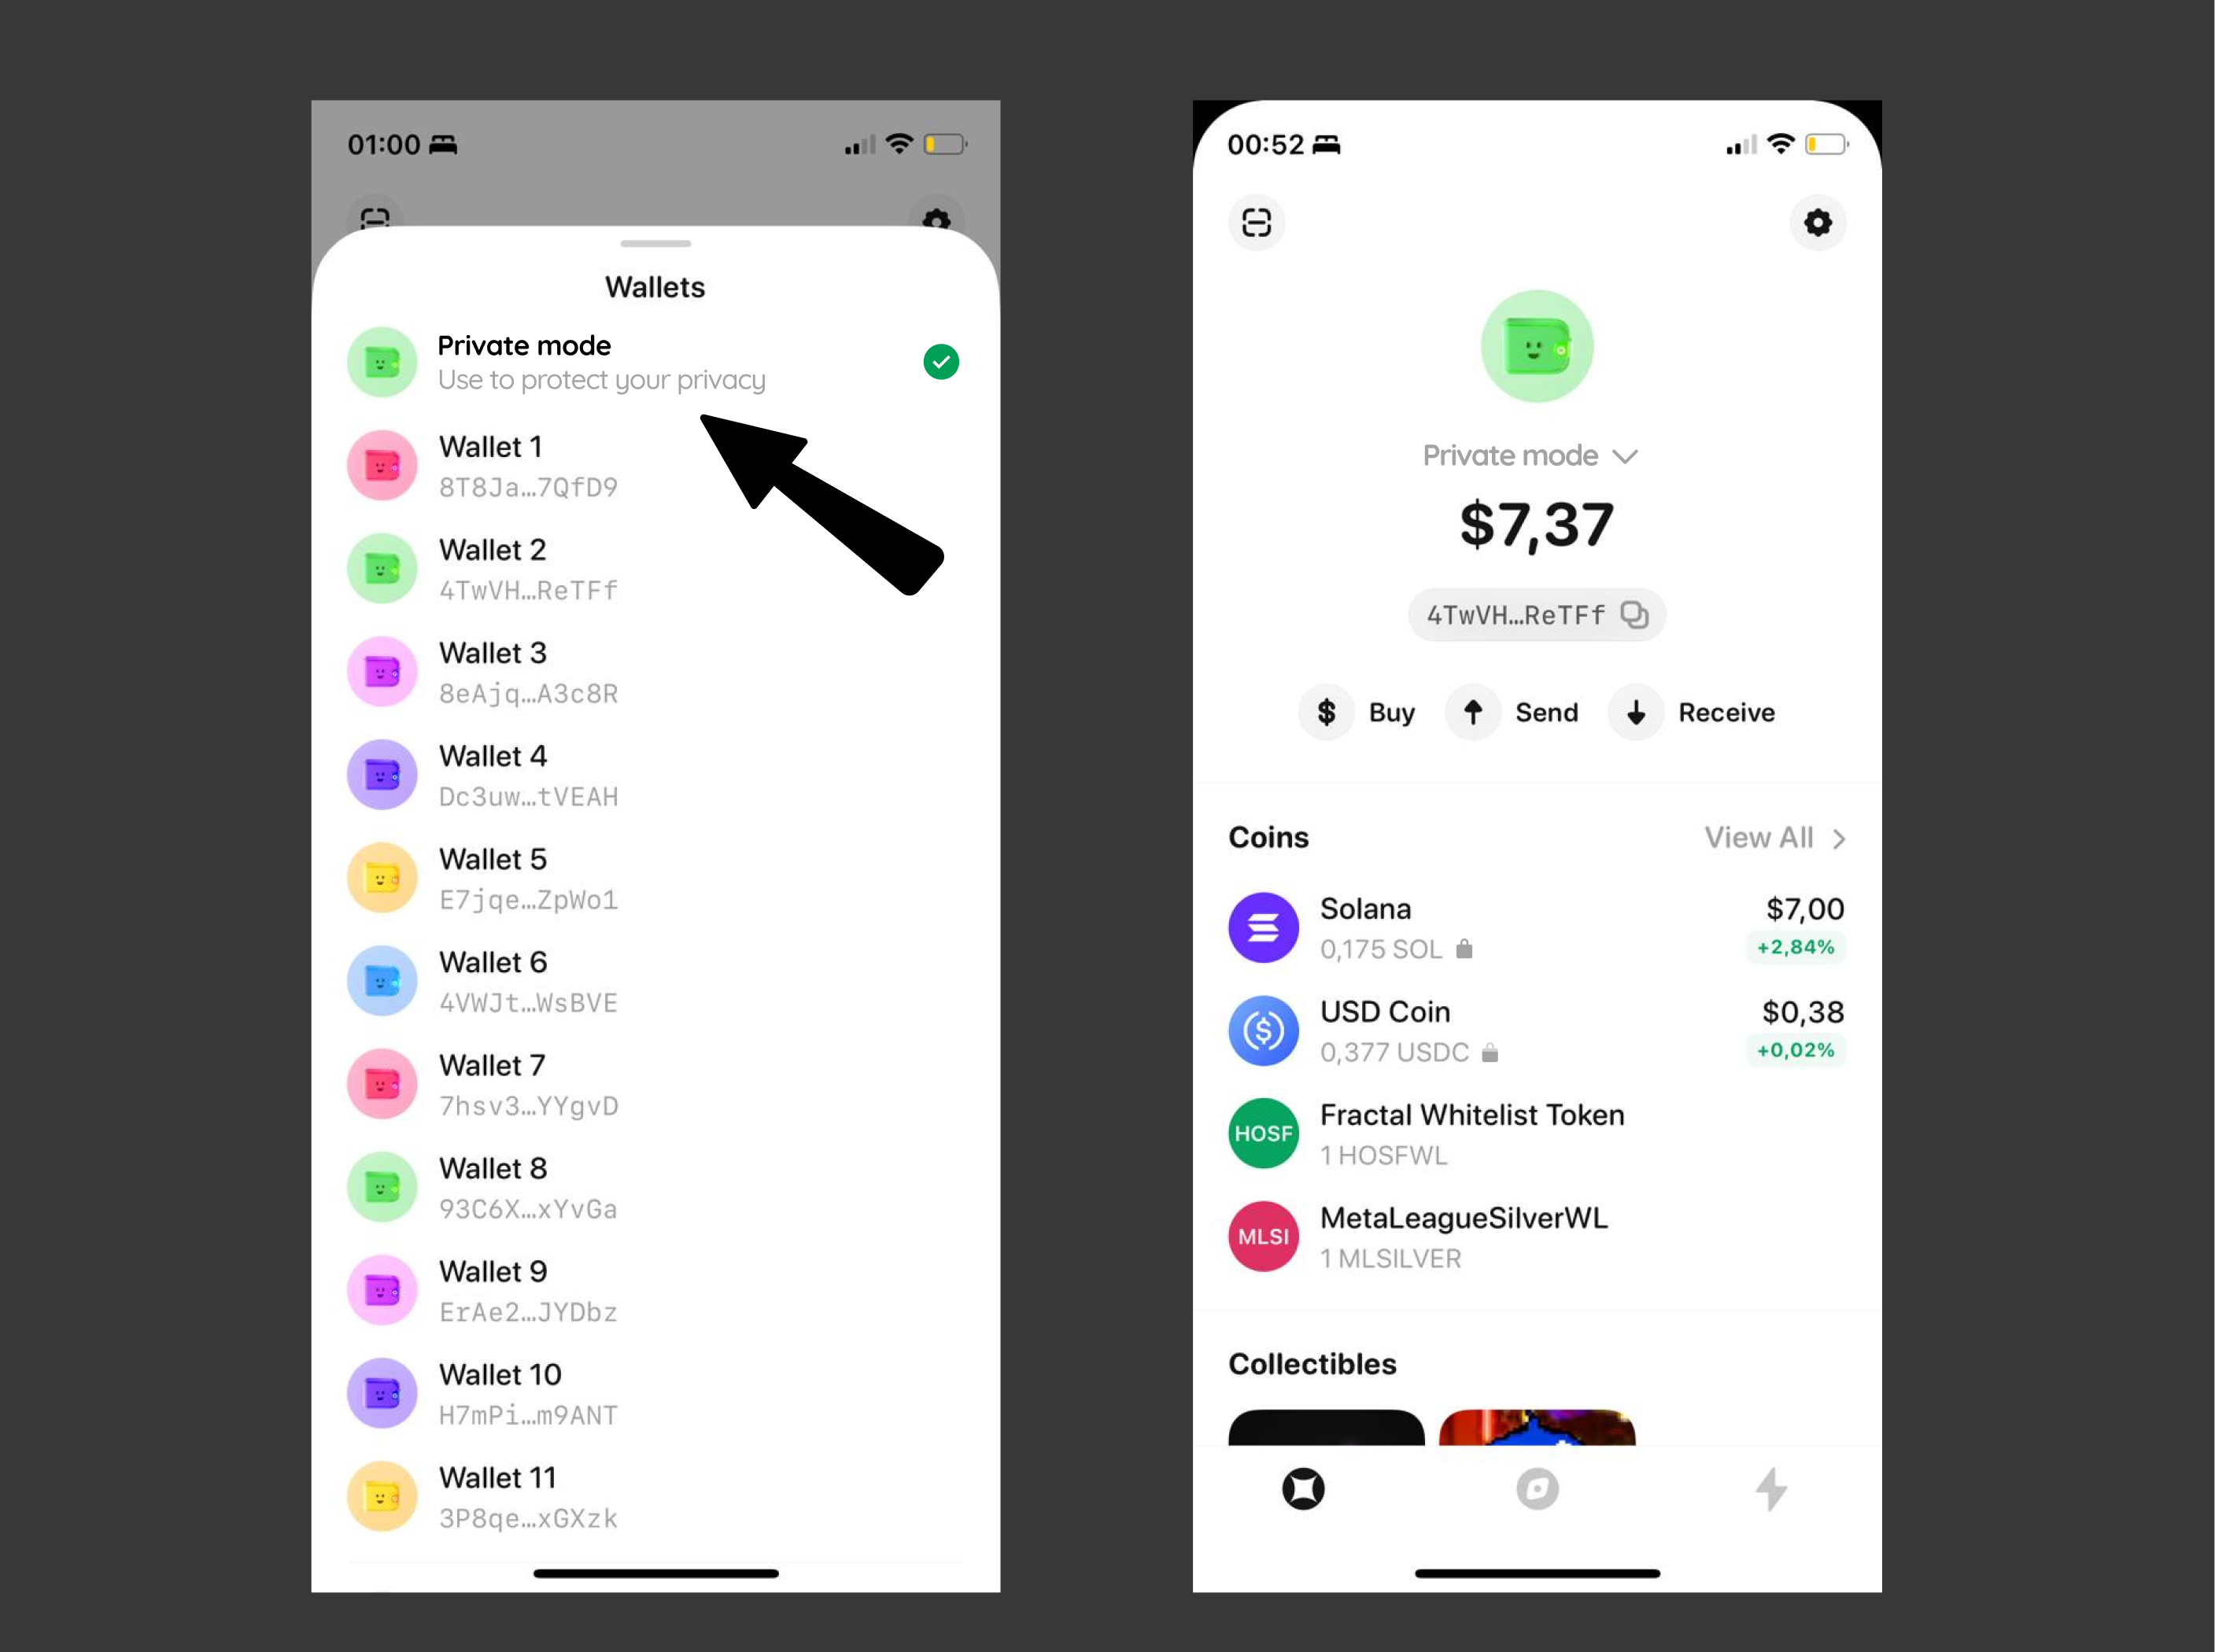 01:00
Wallets
Private mode
Use to protect your privacy
Wallet 1
8T8Ja...7QfD9
Wallet 2
4TwVH...ReTFf
Wallet 3
8eAjq...A3c8R
Wallet 4
Dc3uw...tVEAH
Wallet 5
E7jqe...ZpWo1
Wallet 6
4VWJt...WsBVE
Wallet 7
7hsv3...YYgvD
Wallet 8
93C6X...xYvGa
Wallet 9
ErAe2...JYDbz
Wallet 10
H7mPi...m9ANT
Wallet 11
3P8qe...xGXzk
00:52
Private mode
$7,37
4TwVH...ReTFf
$ Buy Send Receive
Coins View All
Solana $7,00
0,175 SOL +2,84%
USD Coin $0,38
0,377 USDC +0,02%
HOSF Fractal Whitelist Token
1 HOSFWL
MLSI MetaLeagueSilverWL
1 MLSILVER
Collectibles